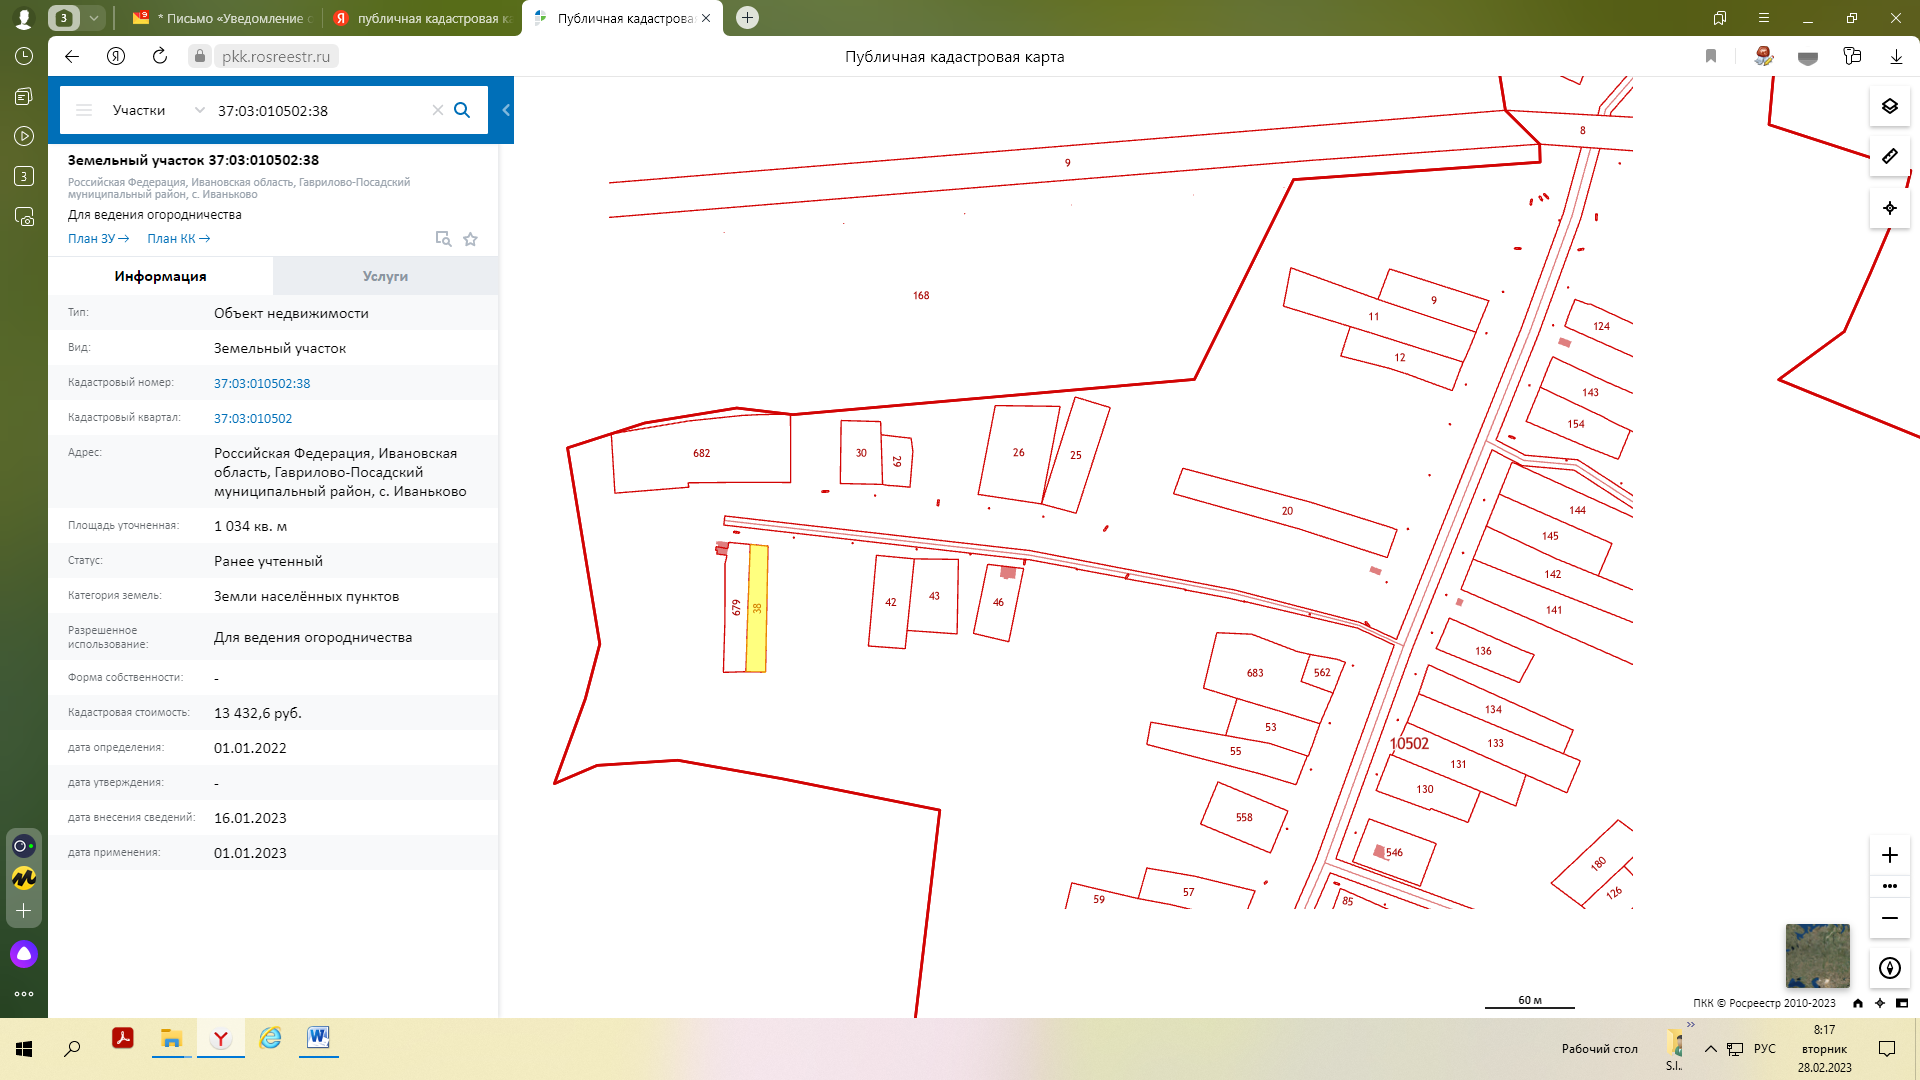 3
* Письмо «Уведомление о
публичная кадастровая ка
Публичная кадастрова
pkk.rosreestr.ru
Публичная кадастровая карта
Участки
37:03:010502:38
Земельный участок 37:03:010502:38
Российская Федерация, Ивановская область, Гаврилово-Посадский
муниципальный район, с. Иваньково
Для ведения огородничества
План ЗУ→
План КК→
Информация
Услуги
Тип:
Объект недвижимости
Вид:
Земельный участок
Кадастровый номер:
37:03:010502:38
Кадастровый квартал:
37:03:010502
Адрес:
Российская Федерация, Ивановская
область, Гаврилово-Посадский
муниципальный район, с. Иваньково
Площадь уточненная:
1 034 кв. м
Статус:
Ранее учтенный
Категория земель:
Земли населённых пунктов
Разрешенное
использование:
Для ведения огородничества
Форма собственности:
-
Кадастровая стоимость:
13 432,6 руб.
дата определения:
01.01.2022
дата утверждения:
-
дата внесения сведений:
16.01.2023
дата применения:
01.01.2023
8
9
168
9
11
12
124
143
154
682
30
29
26
25
20
144
145
142
141
679
38
42
43
46
136
683
562
134
53
133
55
10502
131
130
558
546
180
57
59
85
126
60 м
ПКК © Росреестр 2010-2023
Рабочий стол
S.I..
РУС
8:17
вторник
28.02.2023